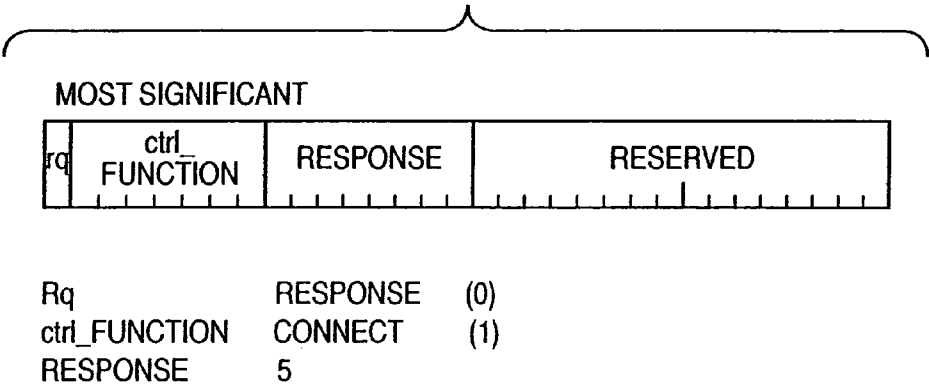 MOST SIGNIFICANT
rq ctrl_ FUNCTION RESPONSE RESERVED
Rq RESPONSE (0)
ctrl_FUNCTION CONNECT (1)
RESPONSE 5